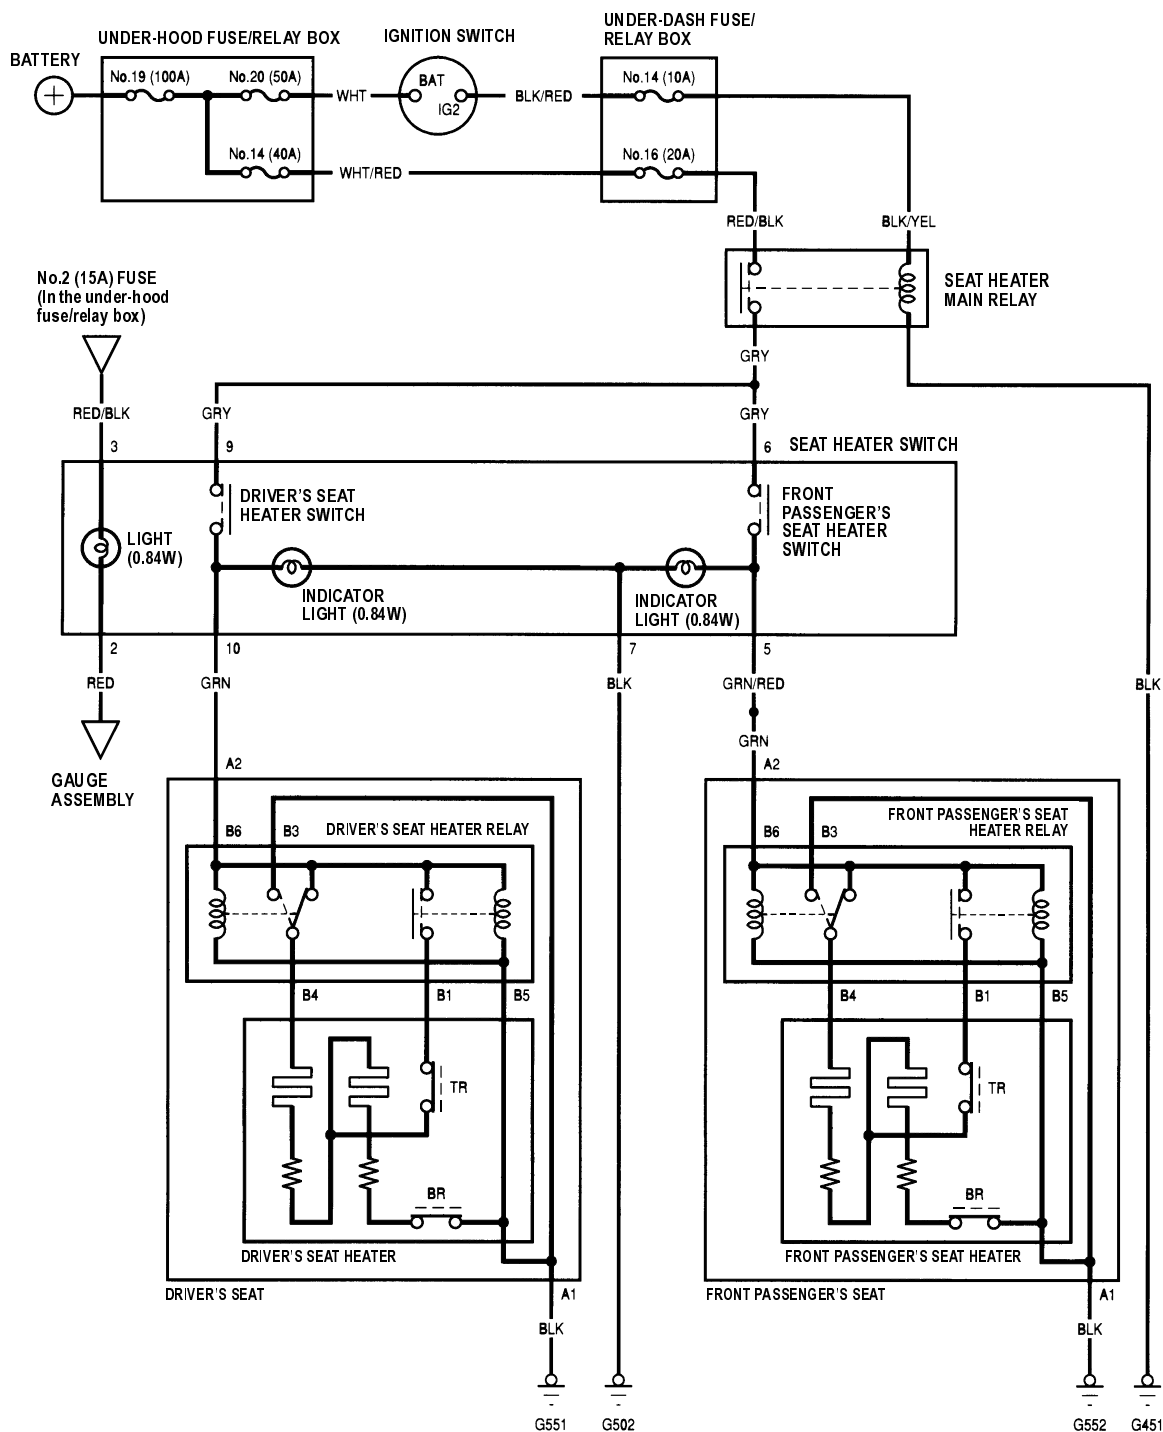 UNDER-DASH FUSE/
RELAY BOX
UNDER-HOOD FUSE/RELAY BOX
IGNITION SWITCH
BATTERY
No.19 (100A)
No.20 (50A)
WHT
BAT
IG2
BLK/RED
No.14 (10A)
No.14 (40A)
WHT/RED
No.16 (20A)
RED/BLK
BLK/YEL
No.2 (15A) FUSE
(In the under-hood
fuse/relay box)
SEAT HEATER
MAIN RELAY
GRY
RED/BLK
GRY
GRY
3
9
6
SEAT HEATER SWITCH
DRIVER'S SEAT
HEATER SWITCH
FRONT
PASSENGER'S
SEAT HEATER
SWITCH
LIGHT
(0.84W)
INDICATOR
LIGHT (0.84W)
INDICATOR
LIGHT (0.84W)
2
10
7
5
RED
GRN
BLK
GRN/RED
BLK
GRN
GAUGE
ASSEMBLY
A2
A2
B6
B3
DRIVER'S SEAT HEATER RELAY
B6
B3
FRONT PASSENGER'S SEAT
HEATER RELAY
B4
B1
B5
B4
B1
B5
TR
TR
BR
BR
DRIVER'S SEAT HEATER
FRONT PASSENGER'S SEAT HEATER
DRIVER'S SEAT
A1
FRONT PASSENGER'S SEAT
A1
BLK
BLK
G551
G502
G552
G451